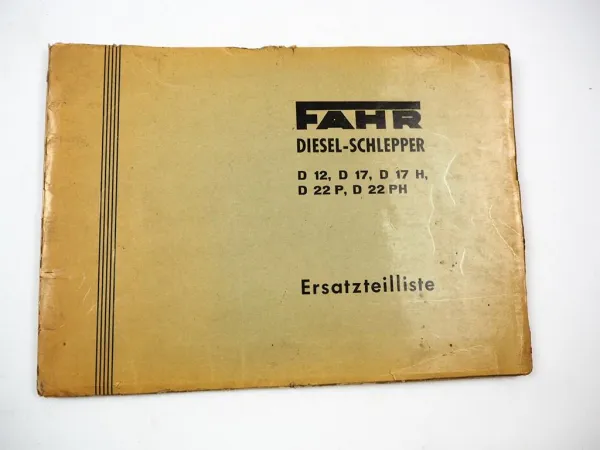 FAHR
DIESEL-SCHLEPPER
D 12, D 17, D 17 H,
D 22 P, D 22 PH
Ersatzteilliste